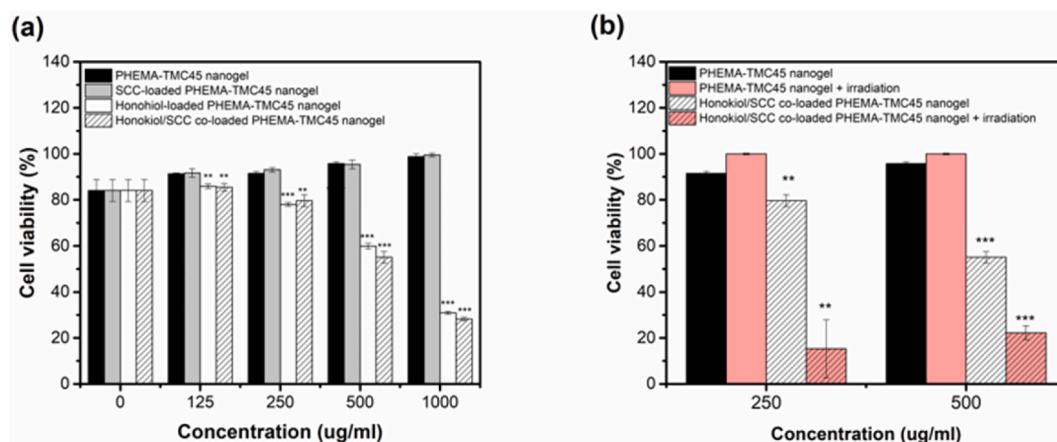 (a)
140
120
100
80
60
40
20
0
Cell viability (%)
PHEMA-TMC45 nanogel
SCC-loaded PHEMA-TMC45 nanogel
Honohiol-loaded PHEMA-TMC45 nanogel
Honokiol/SCC co-loaded PHEMA-TMC45 nanogel
** **
*** **
*** ***
*** ***
0 125 250 500 1000
Concentration (ug/ml)
(b)
140
120
100
80
60
40
20
0
Cell viability (%)
PHEMA-TMC45 nanogel
PHEMA-TMC45 nanogel + irradiation
Honokiol/SCC co-loaded PHEMA-TMC45 nanogel
Honokiol/SCC co-loaded PHEMA-TMC45 nanogel + irradiation
**
**
***
***
250 500
Concentration (ug/ml)